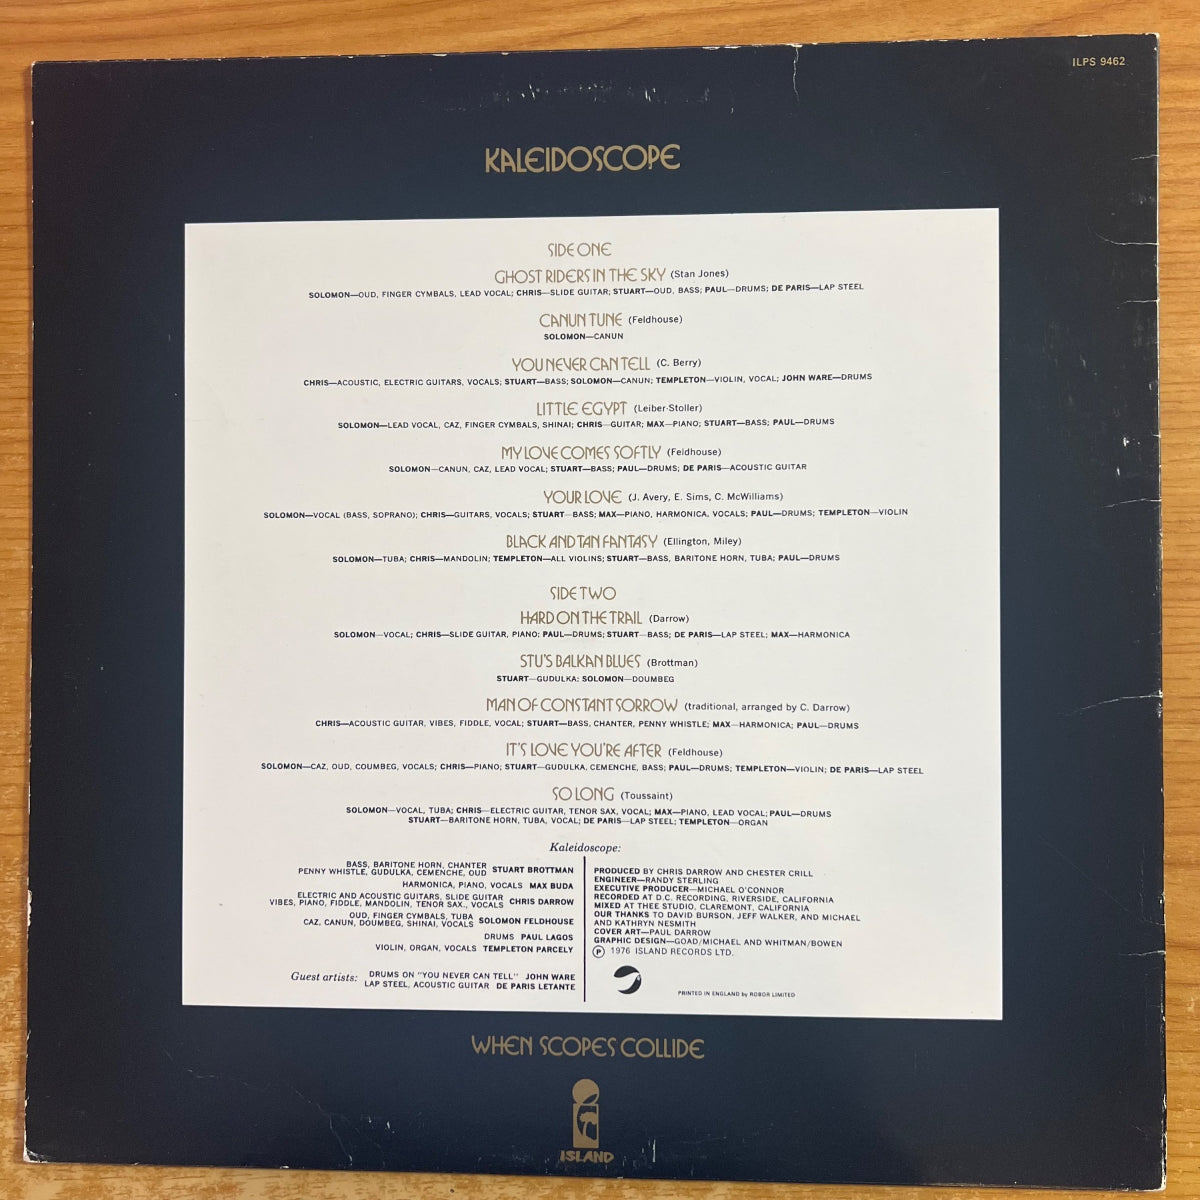 ILPS 9462
KALEIDOSCOPE
SIDE ONE
GHOST RIDERS IN THE SKY (Stan Jones)
SOLOMON—OUD, FINGER CYMBALS, LEAD VOCAL; CHRIS—SLIDE GUITAR; STUART—OUD, BASS; PAUL—DRUMS; DE PARIS—LAP STEEL
CANUN TUNE (Feldhouse)
SOLOMON—CANUN
YOU NEVER CAN TELL (C. Berry)
CHRIS—ACOUSTIC, ELECTRIC GUITARS, VOCALS; STUART—BASS; SOLOMON—CANUN; TEMPLETON—VIOLIN, VOCAL; JOHN WARE—DRUMS
LITTLE EGYPT (Leiber-Stoller)
SOLOMON—LEAD VOCAL, CAZ, FINGER CYMBALS, SHINAI; CHRIS—GUITAR; MAX—PIANO; STUART—BASS; PAUL—DRUMS
MY LOVE COMES SOFTLY (Feldhouse)
SOLOMON—CANUN, CAZ, LEAD VOCAL; STUART—BASS; PAUL—DRUMS; DE PARIS—ACOUSTIC GUITAR
YOUR LOVE (J. Avery, E. Sims, C. McWilliams)
SOLOMON—VOCAL (BASS, SOPRANO); CHRIS—GUITARS, VOCALS; STUART—BASS; MAX—PIANO, HARMONICA, VOCALS; PAUL—DRUMS; TEMPLETON—VIOLIN
BLACK AND TAN FANTASY (Ellington, Miley)
SOLOMON—TUBA; CHRIS—MANDOLIN; TEMPLETON—ALL VIOLINS; STUART—BASS, BARITONE HORN, TUBA; PAUL—DRUMS
SIDE TWO
HARD ON THE TRAIL (Darrow)
SOLOMON—VOCAL; CHRIS—SLIDE GUITAR, PIANO; PAUL—DRUMS; STUART—BASS; DE PARIS—LAP STEEL; MAX—HARMONICA
STU'S BALKAN BLUES (Brottman)
STUART—GUDULKA; SOLOMON—DOUMBEG
MAN OF CONSTANT SORROW (traditional, arranged by C. Darrow)
CHRIS—ACOUSTIC GUITAR, VIBES, FIDDLE, VOCAL; STUART—BASS, CHANTER, PENNY WHISTLE; MAX—HARMONICA; PAUL—DRUMS
IT'S LOVE YOU'RE AFTER (Feldhouse)
SOLOMON—CAZ, OUD, COUMBEG, VOCALS; CHRIS—PIANO; STUART—GUDULKA, CEMENCHE, BASS; PAUL—DRUMS; TEMPLETON—VIOLIN; DE PARIS—LAP STEEL
SO LONG (Toussaint)
SOLOMON—VOCAL, TUBA; CHRIS—ELECTRIC GUITAR, TENOR SAX, VOCAL; MAX—PIANO, LEAD VOCAL; PAUL—DRUMS
STUART—BARITONE HORN, TUBA, VOCAL; DE PARIS—LAP STEEL; TEMPLETON—ORGAN
Kaleidoscope:
BASS, BARITONE HORN, CHANTER
PENNY WHISTLE, GUDULKA, CEMENCHE, OUD STUART BROTTMAN
HARMONICA, PIANO, VOCALS MAX BUDA
ELECTRIC AND ACOUSTIC GUITARS, SLIDE GUITAR
VIBES, PIANO, FIDDLE, MANDOLIN, TENOR SAX., VOCALS CHRIS DARROW
OUD, FINGER CYMBALS, TUBA
CAZ, CANUN, DOUMBEG, SHINAI, VOCALS SOLOMON FELDHOUSE
DRUMS PAUL LAGOS
VIOLIN, ORGAN, VOCALS TEMPLETON PARCELY
Guest artists: DRUMS ON "YOU NEVER CAN TELL" JOHN WARE
LAP STEEL, ACOUSTIC GUITAR DE PARIS LETANTE
PRODUCED BY CHRIS DARROW AND CHESTER CRILL
ENGINEER—RANDY STERLING
EXECUTIVE PRODUCER—MICHAEL O'CONNOR
RECORDED AT D.C. RECORDING, RIVERSIDE, CALIFORNIA
MIXED AT THEE STUDIO, CLAREMONT, CALIFORNIA
OUR THANKS TO DAVID BURSON, JEFF WALKER, AND MICHAEL
AND KATHRYN NESMITH
COVER ART—PAUL DARROW
GRAPHIC DESIGN—GOAD/MICHAEL AND WHITMAN/BOWEN
Ⓟ 1976 ISLAND RECORDS LTD.
PRINTED IN ENGLAND by ROBOR LIMITED
WHEN SCOPES COLLIDE
ISLAND